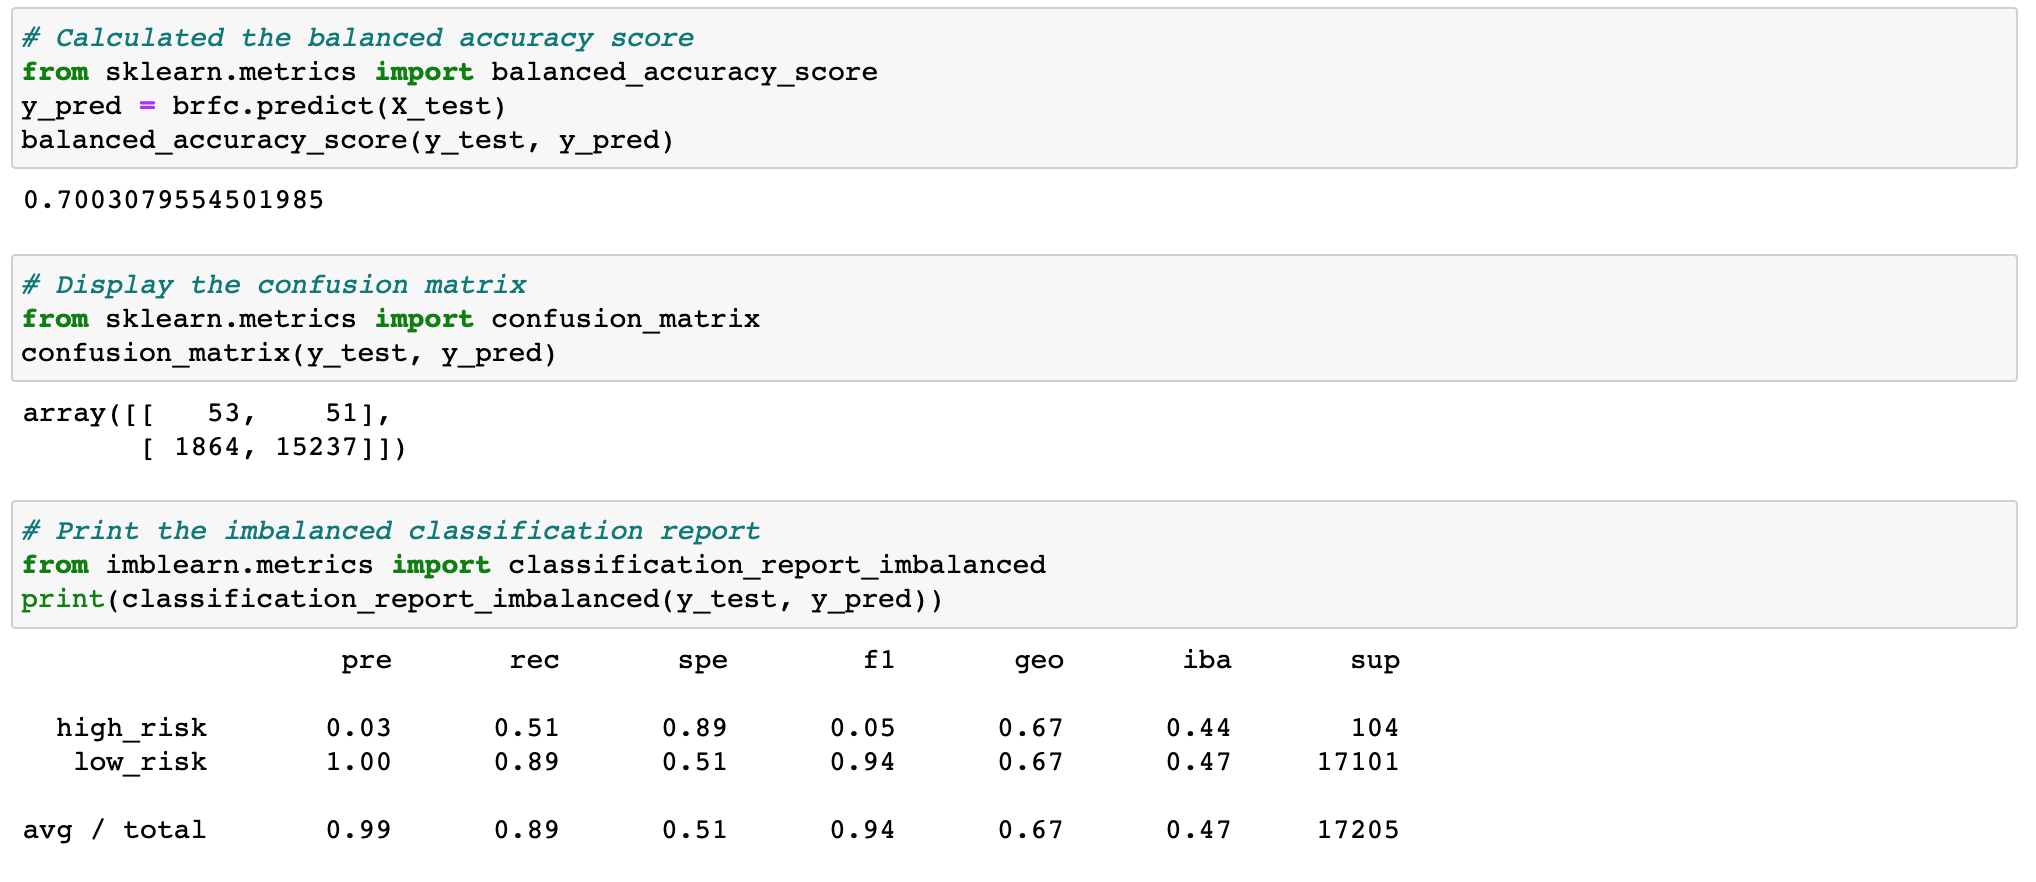 # Calculated the balanced accuracy score
from sklearn.metrics import balanced_accuracy_score
y_pred = brfc.predict(X_test)
balanced_accuracy_score(y_test, y_pred)
0.7003079554501985
# Display the confusion matrix
from sklearn.metrics import confusion_matrix
confusion_matrix(y_test, y_pred)
array([[   53,    51],
       [ 1864, 15237]])
# Print the imbalanced classification report
from imblearn.metrics import classification_report_imbalanced
print(classification_report_imbalanced(y_test, y_pred))
                   pre       rec       spe        f1       geo       iba       sup
  high_risk       0.03      0.51      0.89      0.05      0.67      0.44       104
   low_risk       1.00      0.89      0.51      0.94      0.67      0.47     17101
avg / total       0.99      0.89      0.51      0.94      0.67      0.47     17205